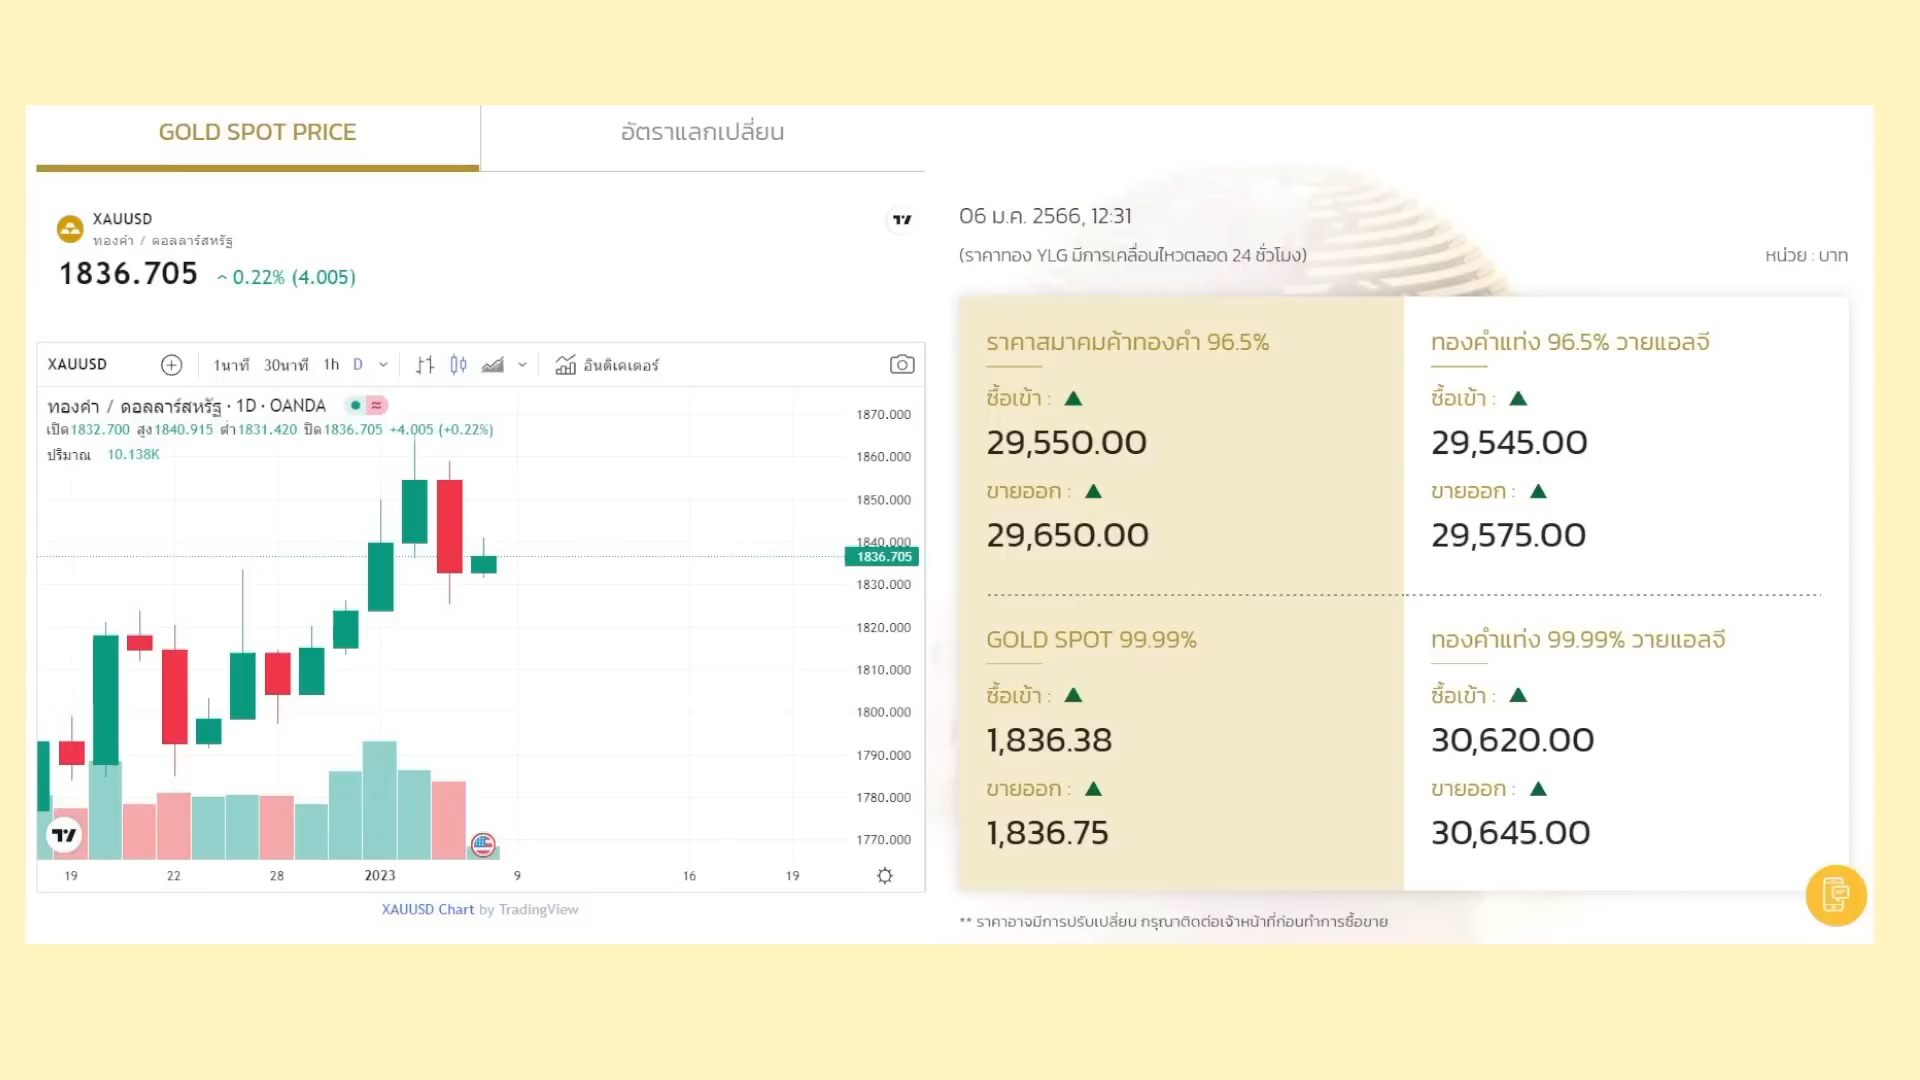 GOLD SPOT PRICE
อัตราแลกเปลี่ยน
XAUUSD
ทองคำ / ดอลลาร์สหรัฐ
1836.705 0.22% (4.005)
XAUUSD 1นาที 30นาที 1h D อินดิเคเตอร์
ทองคำ / ดอลลาร์สหรัฐ · 1D · OANDA
เปิด1832.700 สูง1840.915 ต่ำ1831.420 ปิด1836.705 +4.005 (+0.22%)
ปริมาณ 10.138K
1870.000
1860.000
1850.000
1840.000
1836.705
1830.000
1820.000
1810.000
1800.000
1790.000
1780.000
1770.000
19 22 28 2023 9 16 19
XAUUSD Chart by TradingView
06 ม.ค. 2566, 12:31
(ราคาทอง YLG มีการเคลื่อนไหวตลอด 24 ชั่วโมง)
หน่วย : บาท
ราคาสมาคมค้าทองคำ 96.5%
ซื้อเข้า :
29,550.00
ขายออก :
29,650.00
ทองคำแท่ง 96.5% วายแอลจี
ซื้อเข้า :
29,545.00
ขายออก :
29,575.00
GOLD SPOT 99.99%
ซื้อเข้า :
1,836.38
ขายออก :
1,836.75
ทองคำแท่ง 99.99% วายแอลจี
ซื้อเข้า :
30,620.00
ขายออก :
30,645.00
** ราคาอาจมีการปรับเปลี่ยน กรุณาติดต่อเจ้าหน้าที่ก่อนทำการซื้อขาย